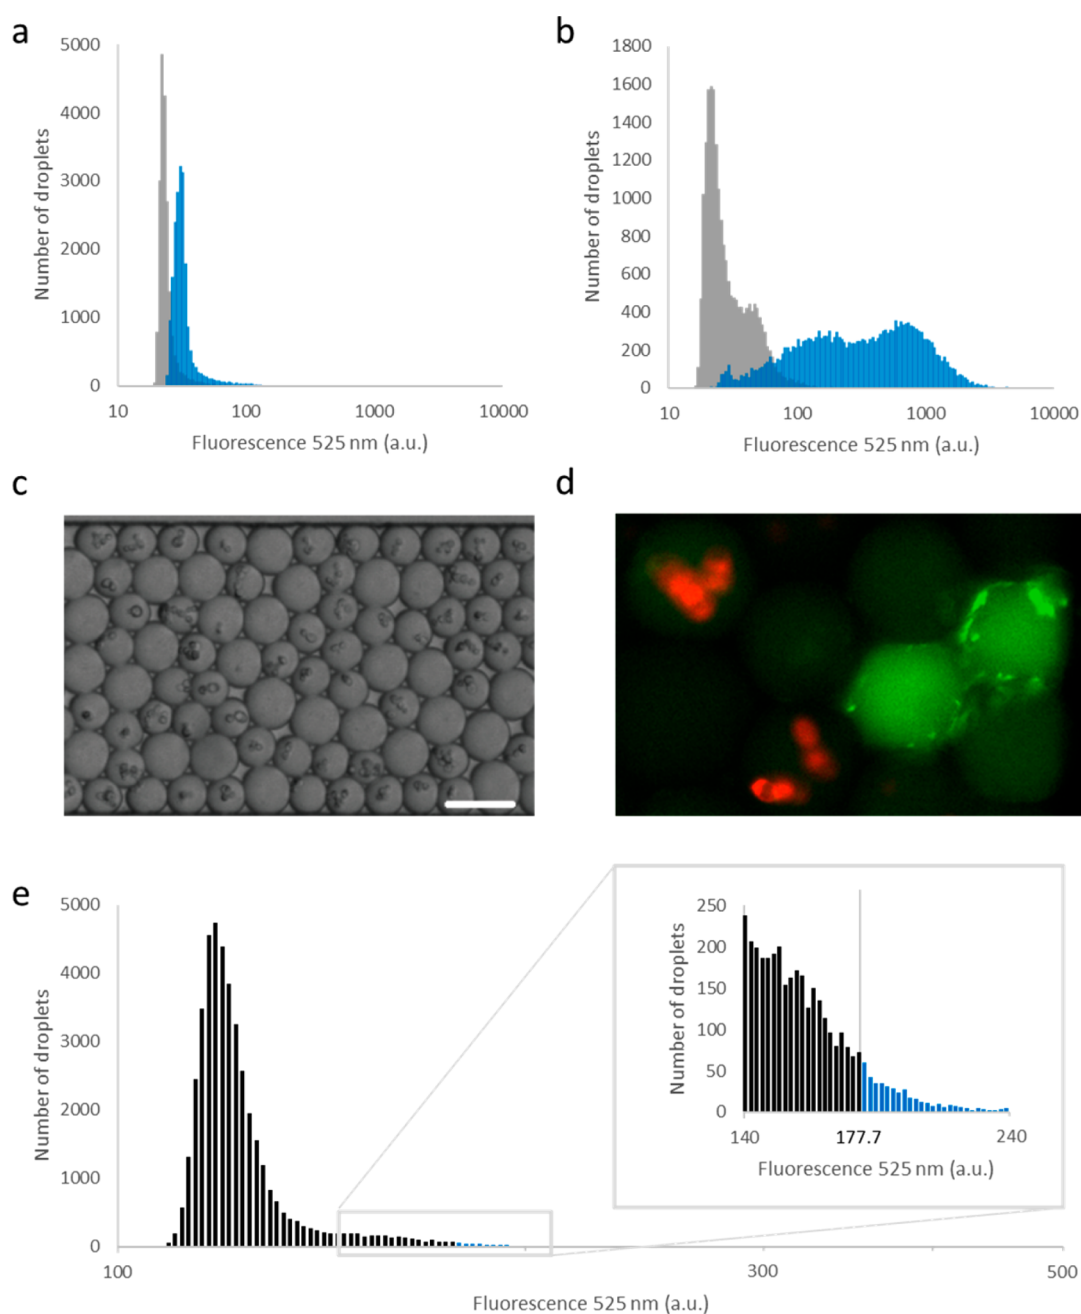 a
5000
4000
3000
2000
1000
0
Number of droplets
10 100 1000 10000
Fluorescence 525 nm (a.u.)
b
1800
1600
1400
1200
1000
800
600
400
200
0
Number of droplets
10 100 1000 10000
Fluorescence 525 nm (a.u.)
c
d
e
5000
4000
3000
2000
1000
0
Number of droplets
100 300 500
Fluorescence 525 nm (a.u.)
250
200
150
100
50
0
Number of droplets
140 177.7 240
Fluorescence 525 nm (a.u.)